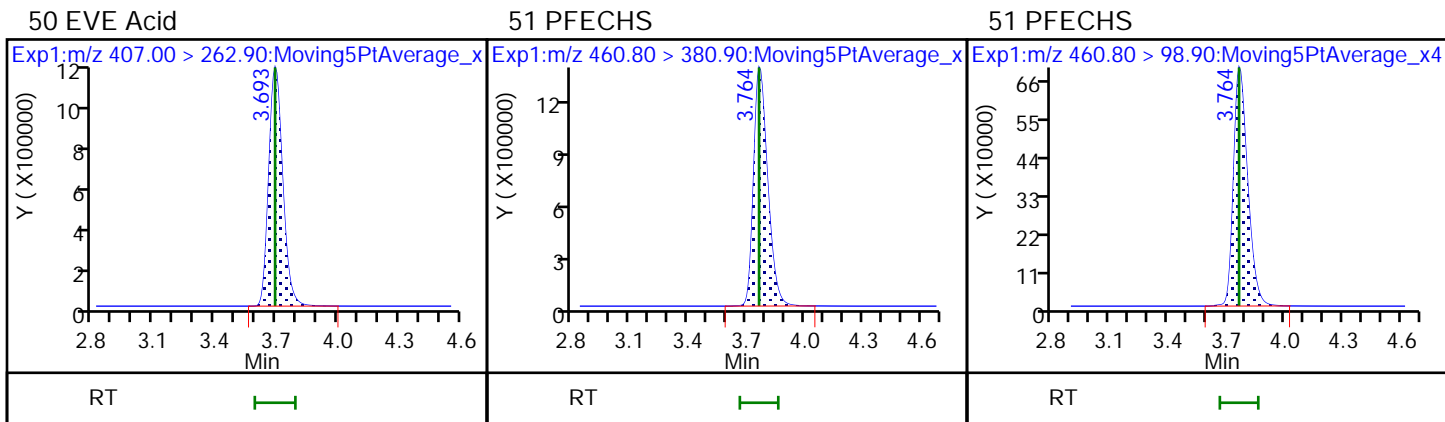 50 EVE Acid
Exp1:m/z 407.00 > 262.90:Moving5PtAverage_x
Y ( X100000)
12
10
8
6
4
2
0
3.693
2.8 3.1 3.4 3.7 4.0 4.3 4.6
Min
RT
51 PFECHS
Exp1:m/z 460.80 > 380.90:Moving5PtAverage_x
Y ( X100000)
12
9
6
3
0
3.764
2.8 3.1 3.4 3.7 4.0 4.3 4.6
Min
RT
51 PFECHS
Exp1:m/z 460.80 > 98.90:Moving5PtAverage_x4
Y ( X10000)
66
55
44
33
22
11
0
3.764
2.8 3.1 3.4 3.7 4.0 4.3 4.6
Min
RT